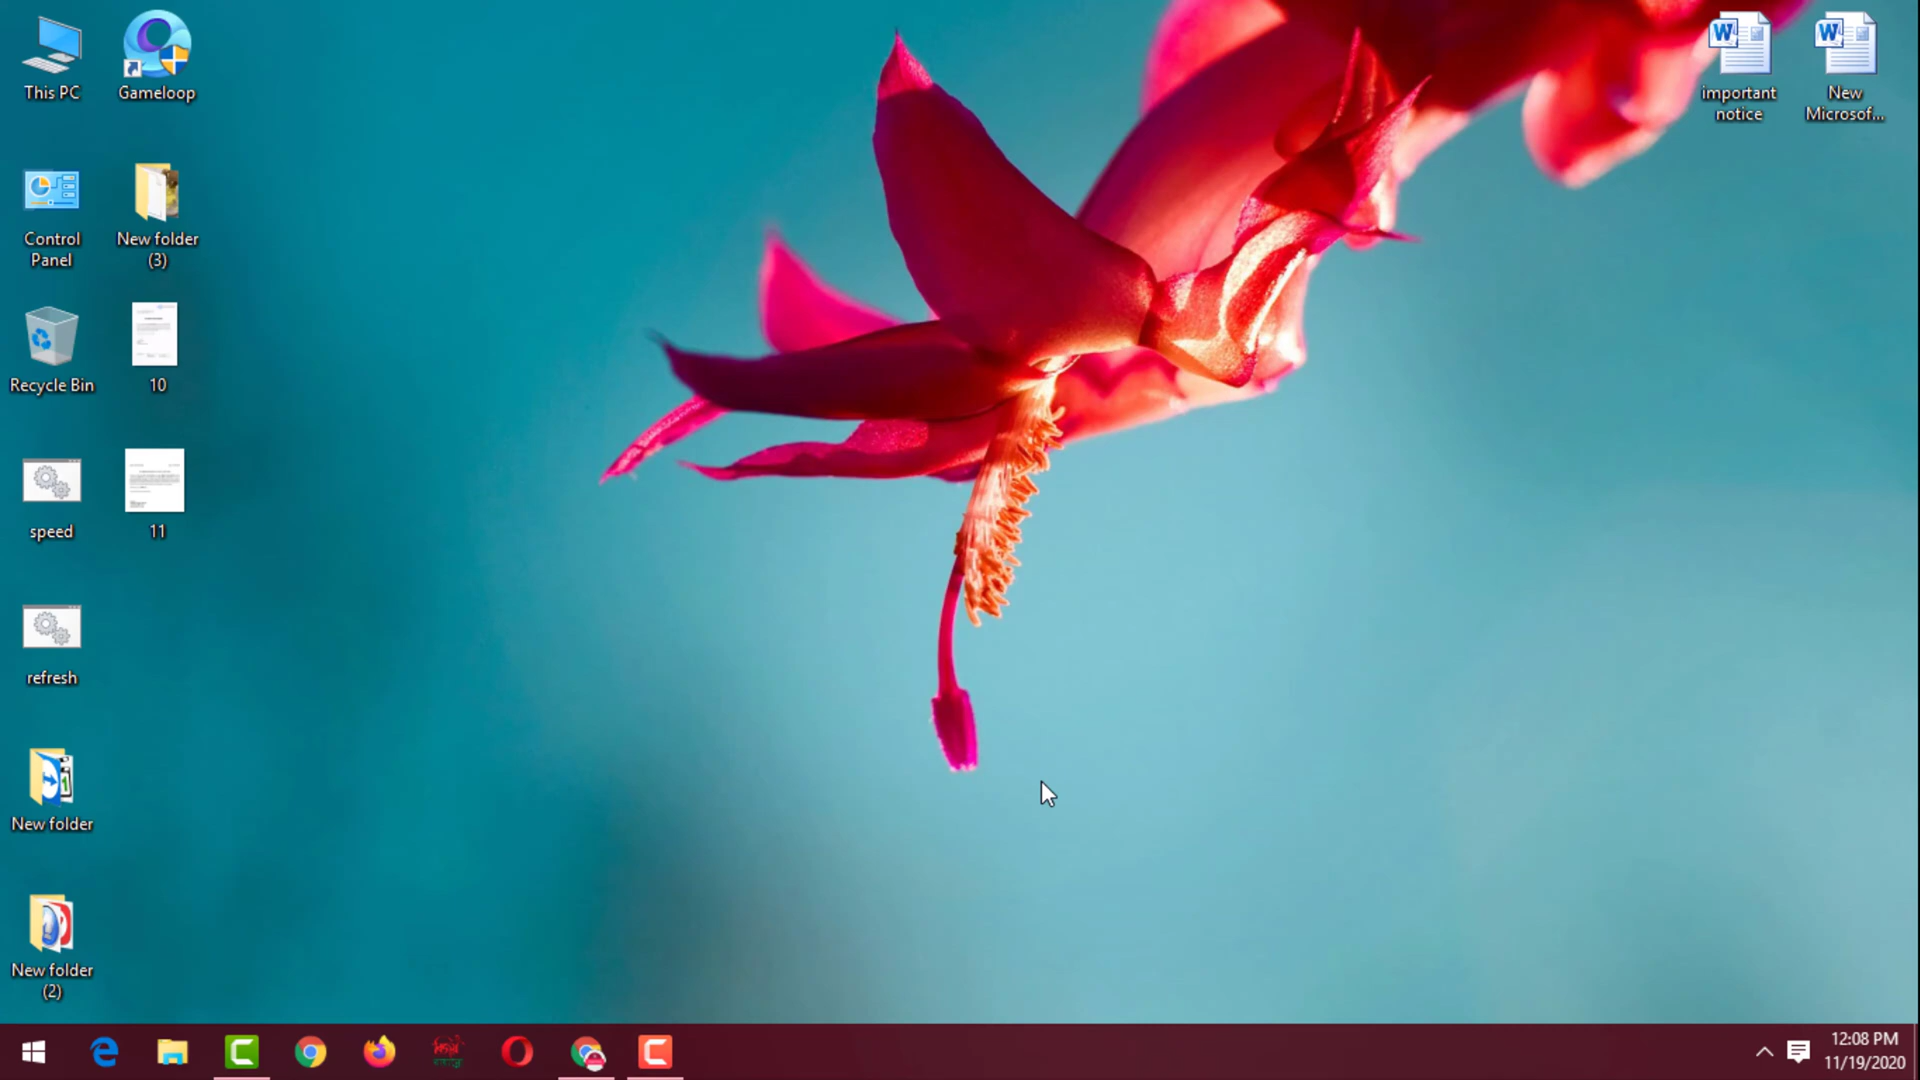 This PC
Gameloop
Control
Panel
New folder
(3)
Recycle Bin
10
speed
11
refresh
New folder
New folder
(2)
important
notice
New
Microsof...
12:08 PM
11/19/2020